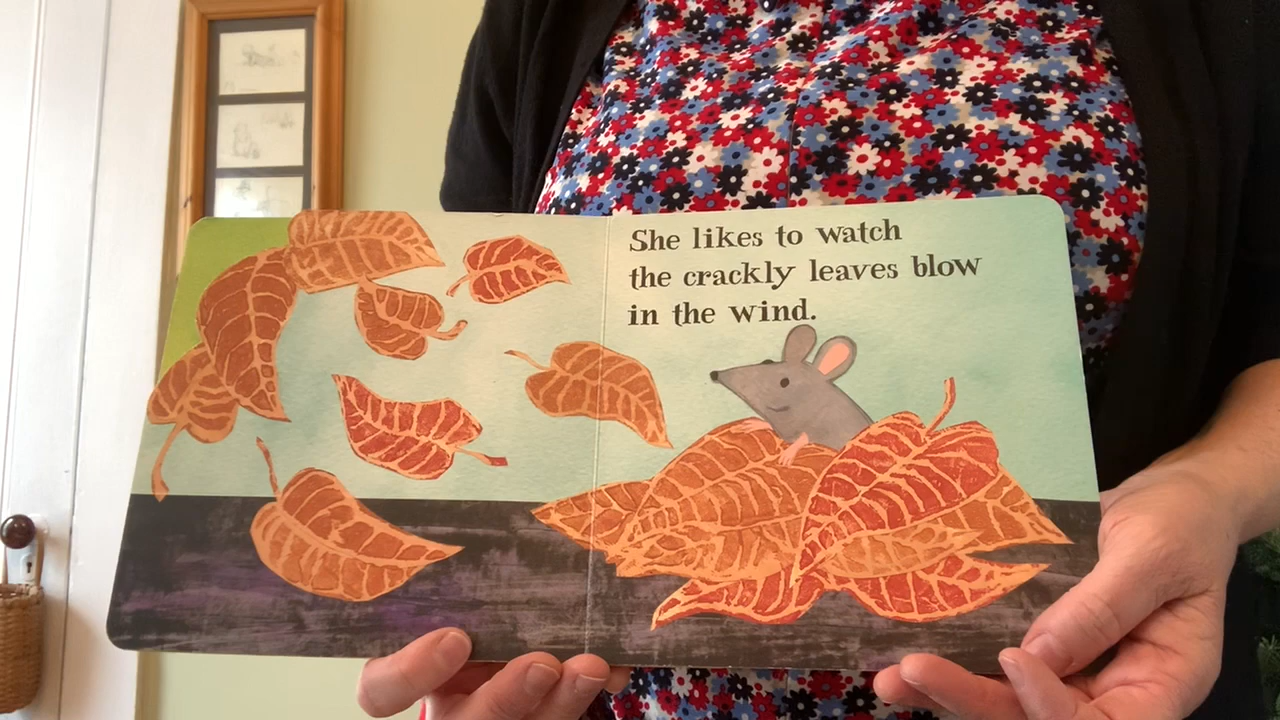 She likes to watch
the crackly leaves blow
in the wind.